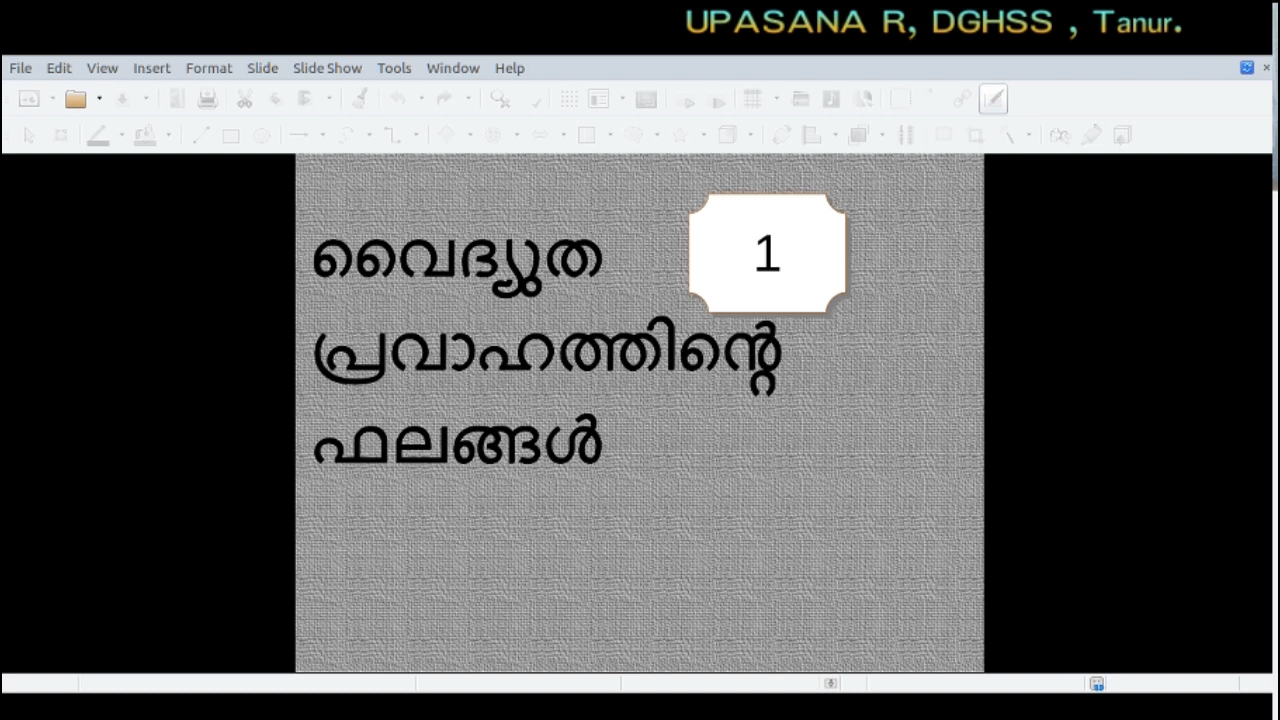 UPASANA R, DGHSS , Tanur.
File Edit View Insert Format Slide Slide Show Tools Window Help
1
വൈദ്യുത
പ്രവാഹത്തിന്റെ
ഫലങ്ങൾ